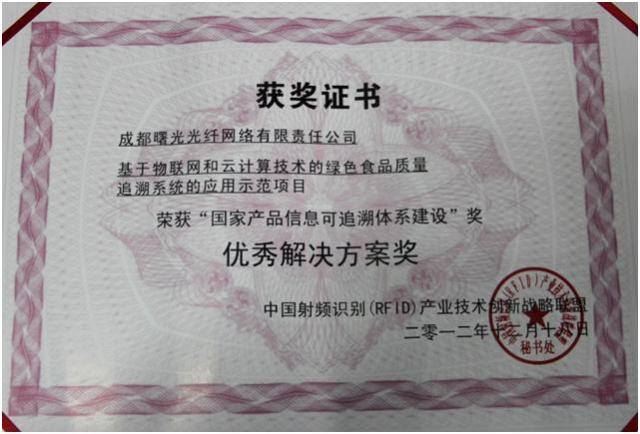 获奖证书
成都曙光光纤网络有限责任公司
基于物联网和云计算技术的绿色食品质量
追溯系统的应用示范项目
荣获“国家产品信息可追溯体系建设”奖
优秀解决方案奖
中国射频识别(RFID)产业技术创新战略联盟
二零一二年十二月十六日
秘书处